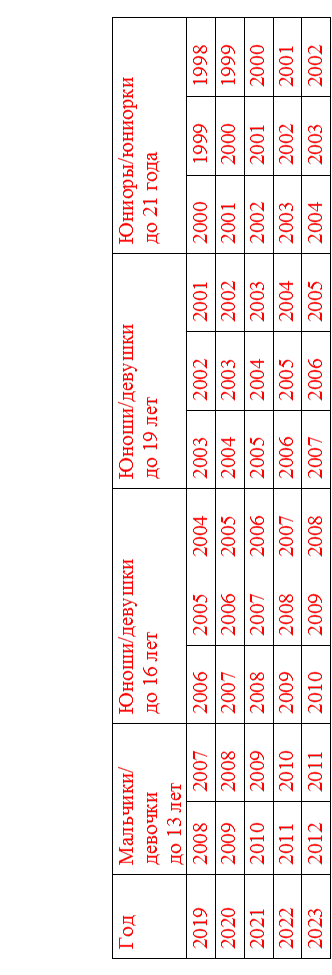 Год
Мальчики/
девочки
до 13 лет
Юноши/девушки
до 16 лет
Юноши/девушки
до 19 лет
Юниоры/юниорки
до 21 года
2019 2008 2007 2006 2005 2004 2003 2002 2001 2000 1999 1998
2020 2009 2008 2007 2006 2005 2004 2003 2002 2001 2000 1999
2021 2010 2009 2008 2007 2006 2005 2004 2003 2002 2001 2000
2022 2011 2010 2009 2008 2007 2006 2005 2004 2003 2002 2001
2023 2012 2011 2010 2009 2008 2007 2006 2005 2004 2003 2002